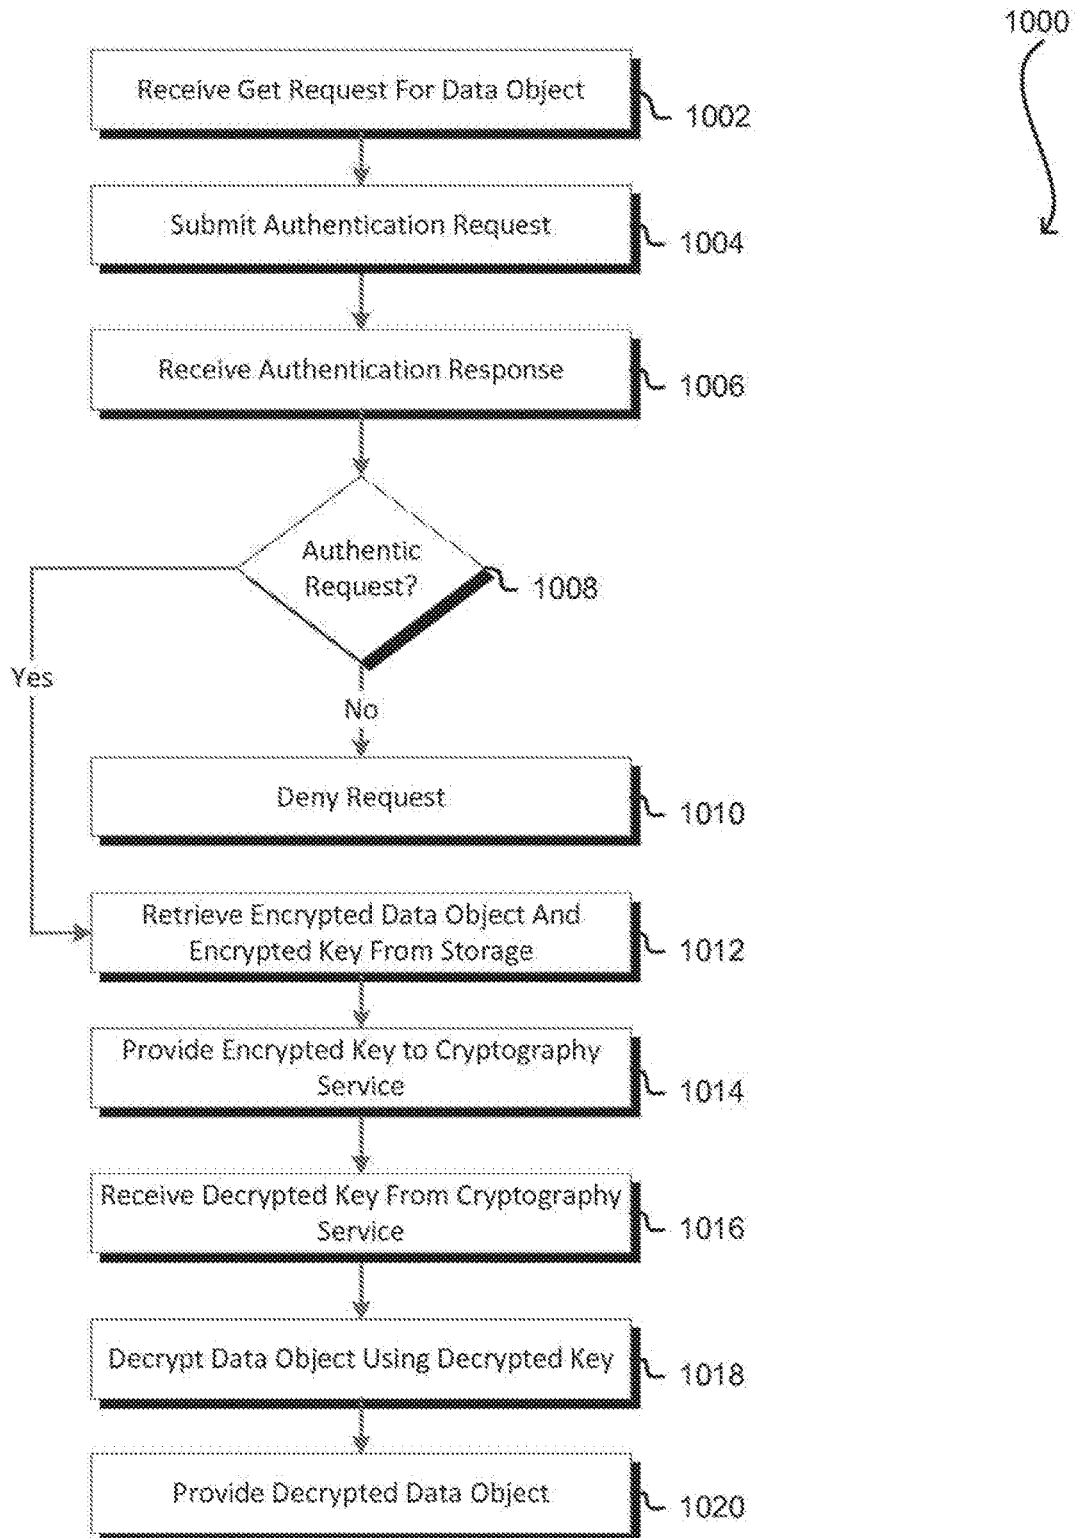 1000
Receive Get Request For Data Object
1002
Submit Authentication Request
1004
Receive Authentication Response
1006
Authentic
Request?
1008
Yes
No
Deny Request
1010
Retrieve Encrypted Data Object And
Encrypted Key From Storage
1012
Provide Encrypted Key to Cryptography
Service
1014
Receive Decrypted Key From Cryptography
Service
1016
Decrypt Data Object Using Decrypted Key
1018
Provide Decrypted Data Object
1020